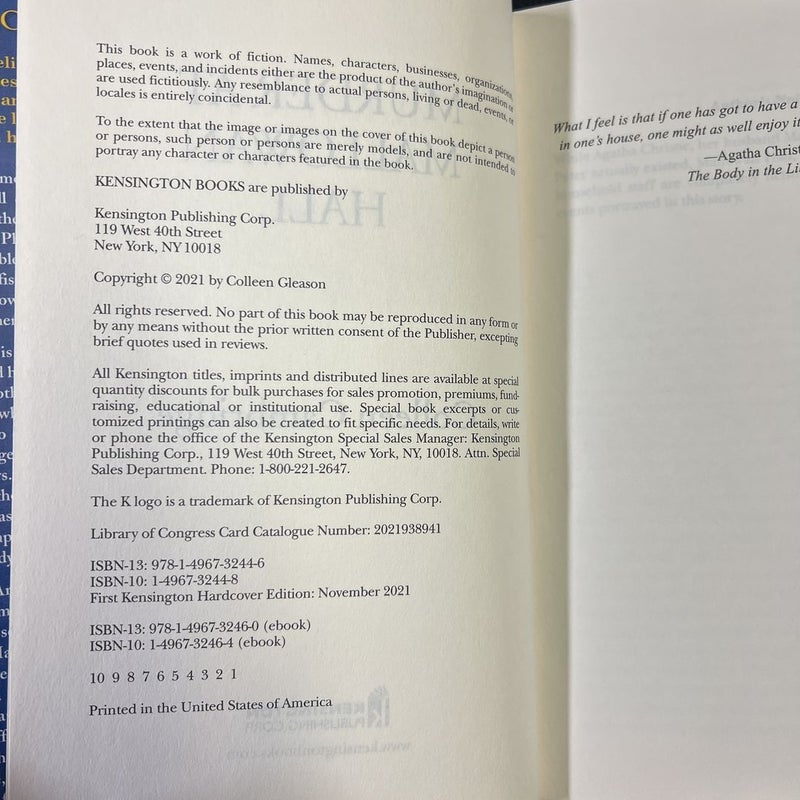 This book is a work of fiction. Names, characters, businesses, organizations,
places, events, and incidents either are the product of the author's imagination or
are used fictitiously. Any resemblance to actual persons, living or dead, events, or
locales is entirely coincidental.
To the extent that the image or images on the cover of this book depict a person
or persons, such person or persons are merely models, and are not intended to
portray any character or characters featured in the book.
KENSINGTON BOOKS are published by
Kensington Publishing Corp.
119 West 40th Street
New York, NY 10018
Copyright © 2021 by Colleen Gleason
All rights reserved. No part of this book may be reproduced in any form or
by any means without the prior written consent of the Publisher, excepting
brief quotes used in reviews.
All Kensington titles, imprints and distributed lines are available at special
quantity discounts for bulk purchases for sales promotion, premiums, fund-
raising, educational or institutional use. Special book excerpts or cus-
tomized printings can also be created to fit specific needs. For details, write
or phone the office of the Kensington Special Sales Manager: Kensington
Publishing Corp., 119 West 40th Street, New York, NY, 10018. Attn. Special
Sales Department. Phone: 1-800-221-2647.
The K logo is a trademark of Kensington Publishing Corp.
Library of Congress Card Catalogue Number: 2021938941
ISBN-13: 978-1-4967-3244-6
ISBN-10: 1-4967-3244-8
First Kensington Hardcover Edition: November 2021
ISBN-13: 978-1-4967-3246-0 (ebook)
ISBN-10: 1-4967-3246-4 (ebook)
10 9 8 7 6 5 4 3 2 1
Printed in the United States of America
What I feel is that if one has got to have a
in one's house, one might as well enjoy it
—Agatha Christ
The Body in the Li